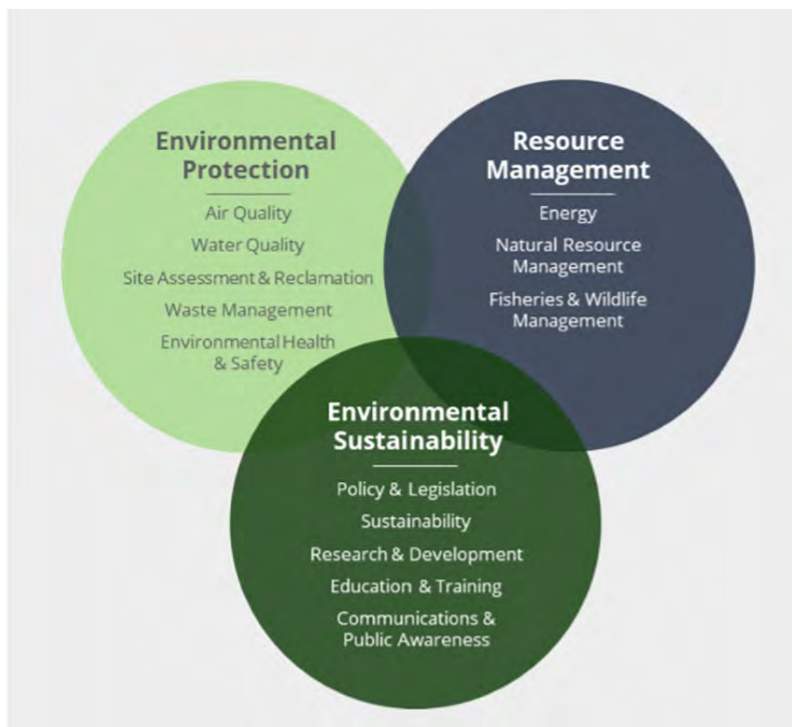 Environmental
Protection
Air Quality
Water Quality
Site Assessment & Reclamation
Waste Management
Environmental Health
& Safety
Resource
Management
Energy
Natural Resource
Management
Fisheries & Wildlife
Management
Environmental
Sustainability
Policy & Legislation
Sustainability
Research & Development
Education & Training
Communications &
Public Awareness